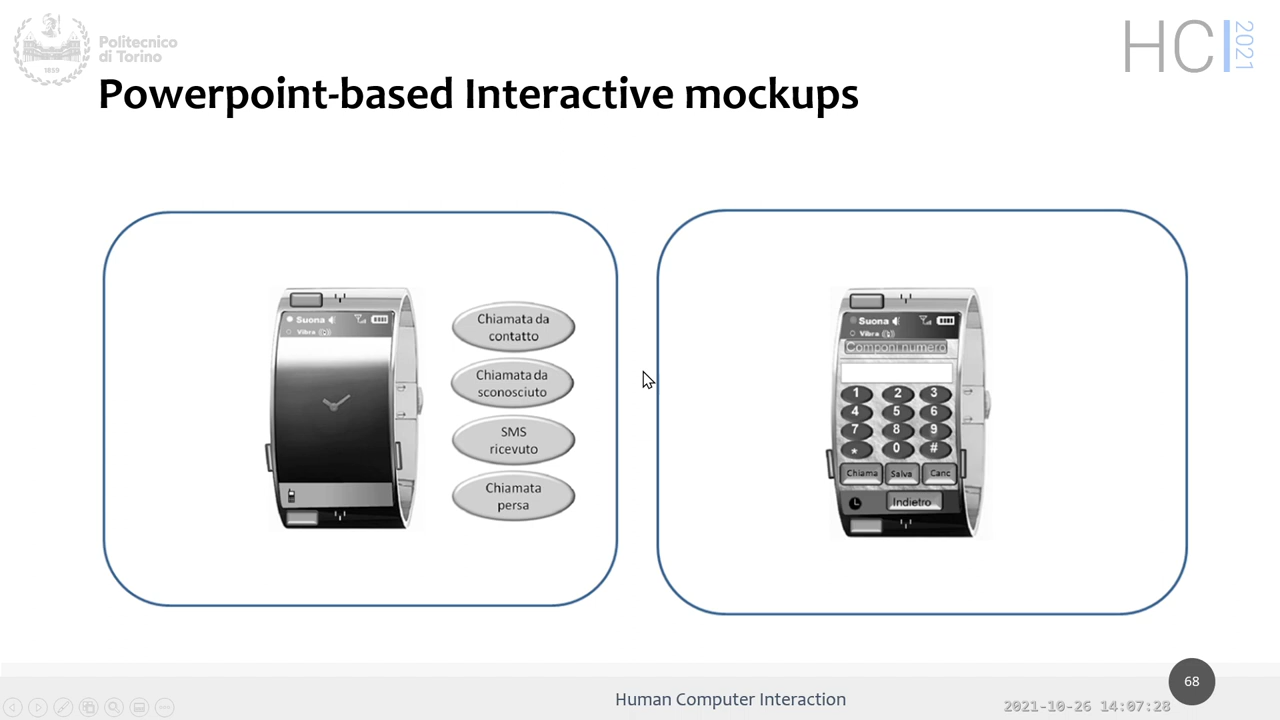 Politecnico
di Torino
1859
HCI 2021
Powerpoint-based Interactive mockups
Suona
Vibra
Chiamata da
contatto
Chiamata da
sconosciuto
SMS
ricevuto
Chiamata
persa
Suona
Vibra
Componi numero
1 2 3
4 5 6
7 8 9
* 0 #
Chiama Salva Canc
Indietro
Human Computer Interaction
68
2021-10-26 14:07:28